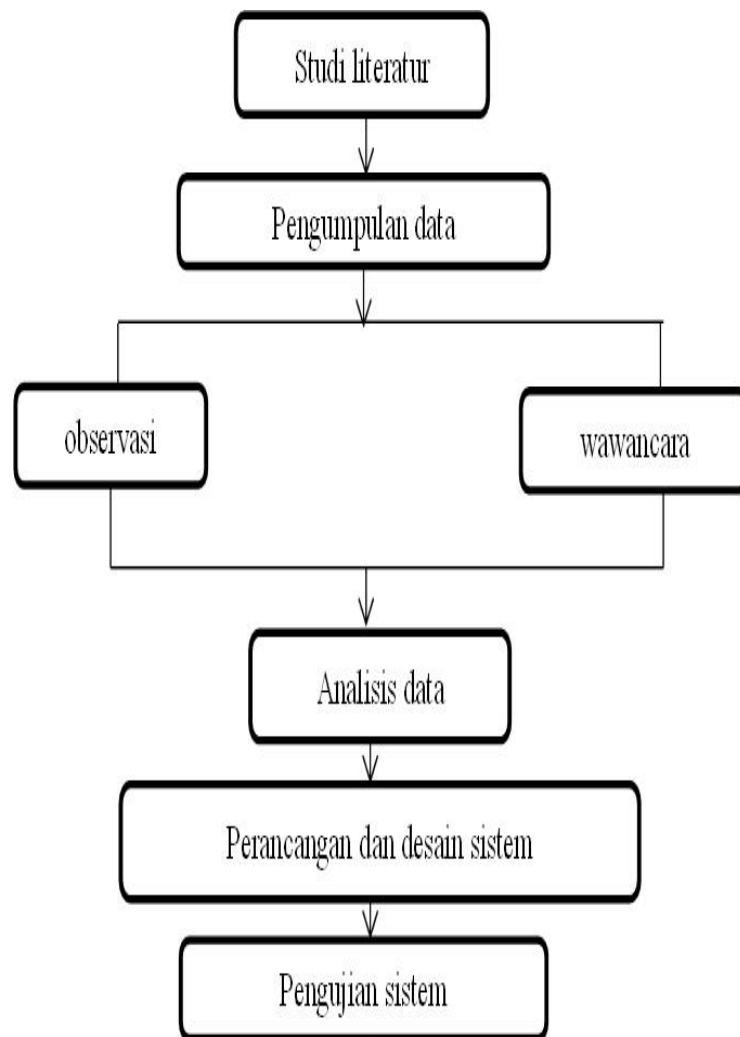 Studi literatur
Pengumpulan data
observasi
wawancara
Analisis data
Perancangan dan desain sistem
Pengujian sistem